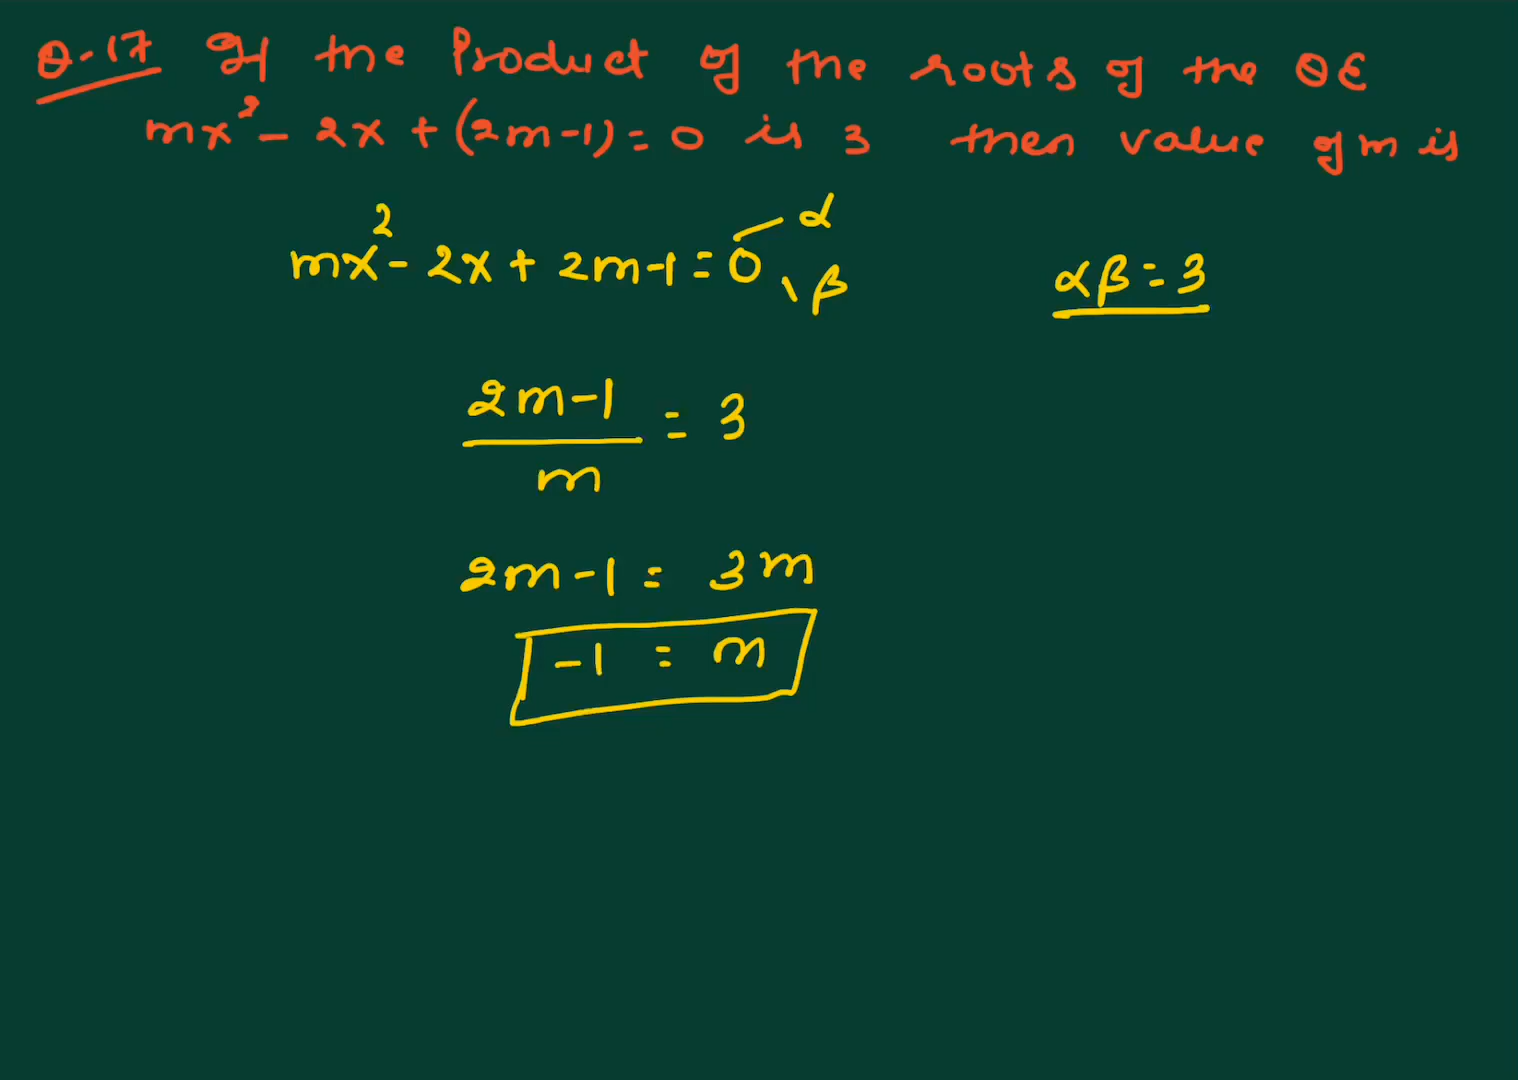 Q-17 If the Product of the roots of the QE
mx² - 2x + (2m-1) = 0 is 3 then value of m is
mx² - 2x + 2m-1 = 0 α β
αβ = 3
2m-1 / m = 3
2m-1 = 3m
-1 = m